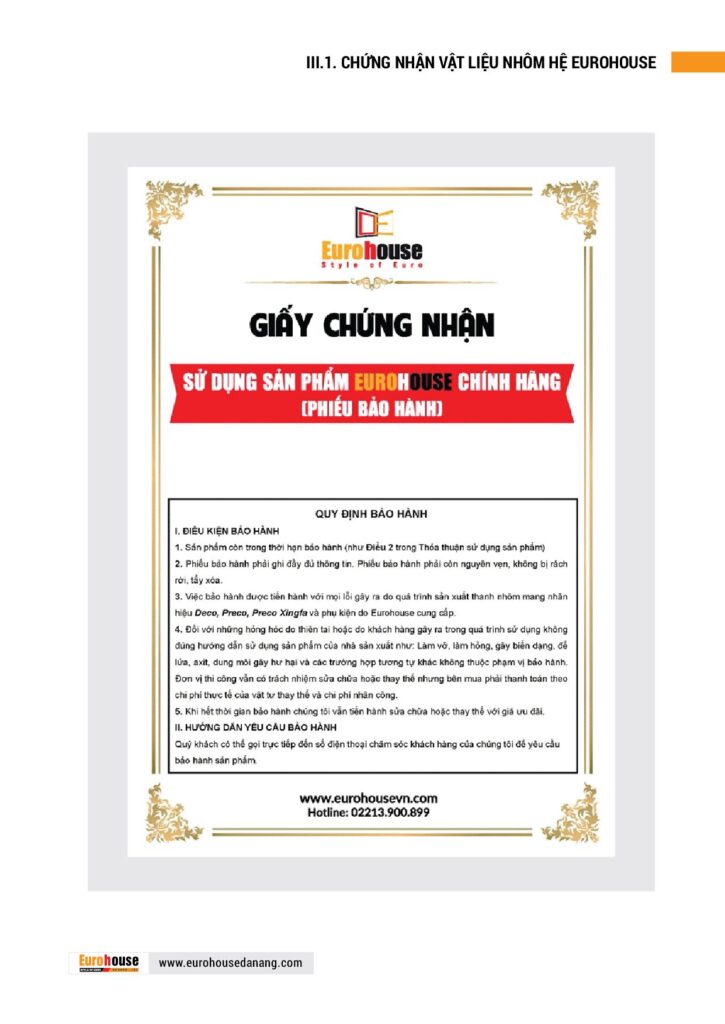 III.1. CHỨNG NHẬN VẬT LIỆU NHÔM HỆ EUROHOUSE
Eurohouse
Style of Euro
GIẤY CHỨNG NHẬN
SỬ DỤNG SẢN PHẨM EUROHOUSE CHÍNH HÃNG
(PHIẾU BẢO HÀNH)
QUY ĐỊNH BẢO HÀNH
I. ĐIỀU KIỆN BẢO HÀNH
1. Sản phẩm còn trong thời hạn bảo hành (như Điều 2 trong Thỏa thuận sử dụng sản phẩm)
2. Phiếu bảo hành phải ghi đầy đủ thông tin. Phiếu bảo hành phải còn nguyên vẹn, không bị rách
rời, tẩy xóa.
3. Việc bảo hành được tiến hành với mọi lỗi gây ra do quá trình sản xuất thanh nhôm mang nhãn
hiệu Deco, Preco, Preco Xingfa và phụ kiện do Eurohouse cung cấp.
4. Đối với những hỏng hóc do thiên tai hoặc do khách hàng gây ra trong quá trình sử dụng không
đúng hướng dẫn sử dụng sản phẩm của nhà sản xuất như: Làm vỡ, làm hỏng, gây biến dạng, để
lửa, axit, dung môi gây hư hại và các trường hợp tương tự khác không thuộc phạm vị bảo hành.
Đơn vị thi công vẫn có trách nhiệm sửa chữa hoặc thay thế nhưng bên mua phải thanh toán theo
chi phí thực tế của vật tư thay thế và chi phí nhân công.
5. Khi hết thời gian bảo hành chúng tôi vẫn tiến hành sửa chữa hoặc thay thế với giá ưu đãi.
II. HƯỚNG DẪN YÊU CẦU BẢO HÀNH
Quý khách có thể gọi trực tiếp đến số điện thoại chăm sóc khách hàng của chúng tôi để yêu cầu
bảo hành sản phẩm.
www.eurohousevn.com
Hotline: 02213.900.899
Eurohouse
www.eurohousedanang.com